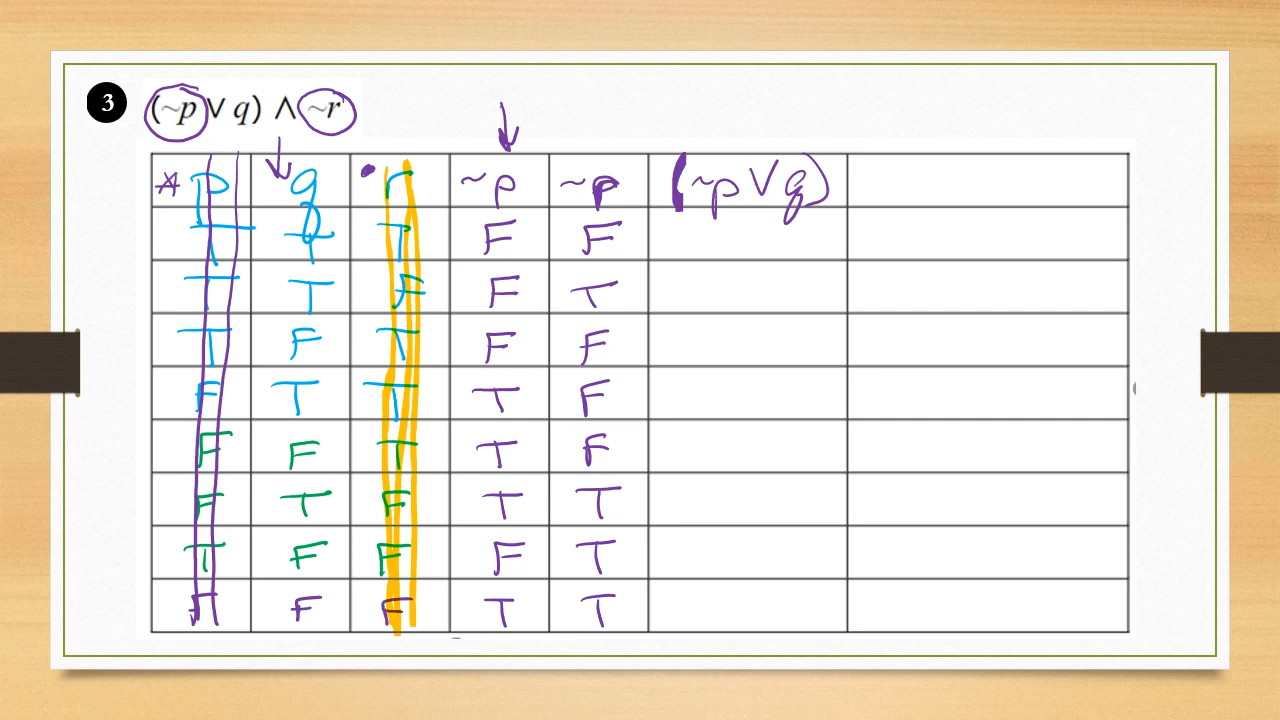 3
(~p ∨ q) ∧ ~r
p q r ~p ~p (~p ∨ q)
T T T F F
T T F F T
T F T F F
F T T T F
F F T T F
F T F T T
T F F F T
F F F T T